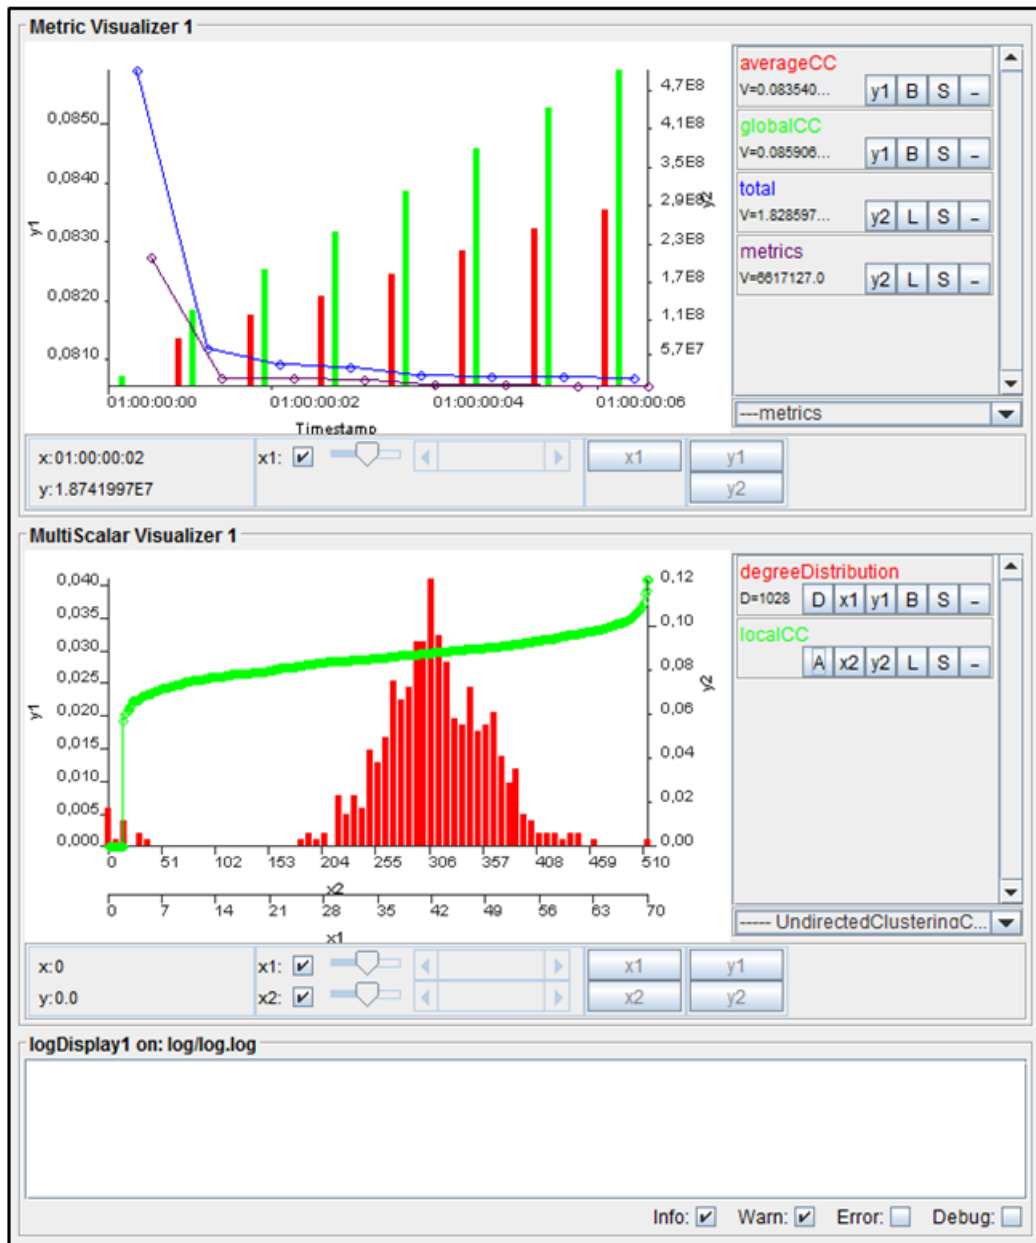 Metric Visualizer 1
0,0850
0,0840
0,0830
0,0820
0,0810
y1
4,7E8
4,1E8
3,5E8
2,9E8
2,3E8
1,7E8
1,1E8
5,7E7
y2
01:00:00:00 01:00:00:02 01:00:00:04 01:00:00:06
Timestamp
averageCC
V=0.083540... y1 B S -
globalCC
V=0.085906... y1 B S -
total
V=1.828597... y2 L S -
metrics
V=6617127.0 y2 L S -
---metrics
x:01:00:00:02 x1: x1 y1
y:1.8741997E7 y2
MultiScalar Visualizer 1
0,040
0,035
0,030
0,025
0,020
0,015
0,010
0,005
0,000
y1
0,12
0,10
0,08
0,06
0,04
0,02
0,00
y2
0 51 102 153 204 255 306 357 408 459 510
x2
0 7 14 21 28 35 42 49 56 63 70
x1
degreeDistribution
D=1028 D x1 y1 B S -
localCC
A x2 y2 L S -
----- UndirectedClusteringC...
x:0 x1: x1 y1
y:0.0 x2: x2 y2
logDisplay1 on: log/log.log
Info: Warn: Error: Debug: